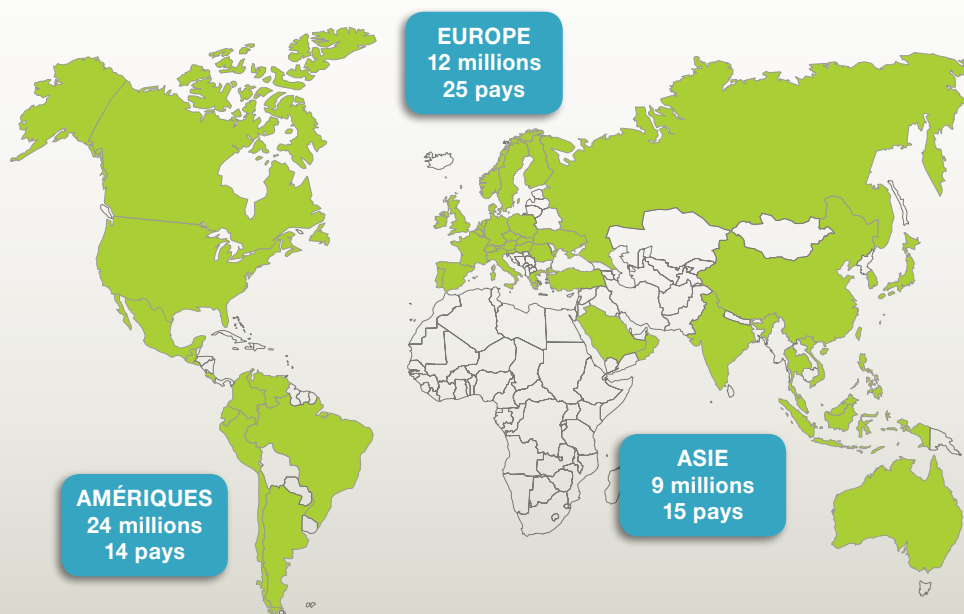 EUROPE
12 millions
25 pays
ASIE
9 millions
15 pays
AMÉRIQUES
24 millions
14 pays